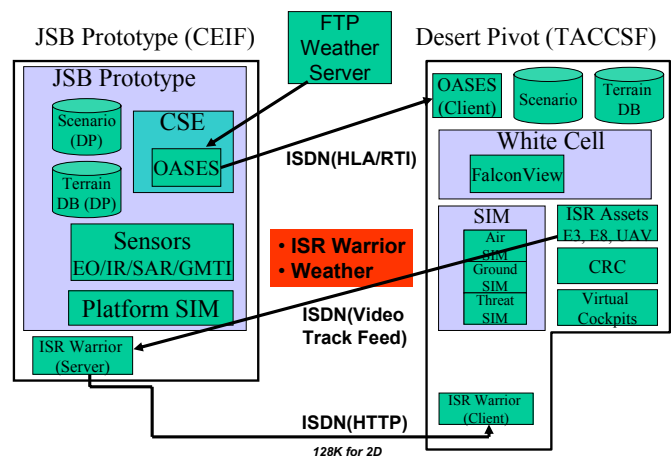 JSB Prototype (CEIF)
FTP
Weather
Server
Desert Pivot (TACCSF)
JSB Prototype
Scenario
(DP)
Terrain
DB (DP)
CSE
OASES
Sensors
EO/IR/SAR/GMTI
Platform SIM
ISR Warrior
(Server)
ISDN(HLA/RTI)
• ISR Warrior
• Weather
ISDN(Video
Track Feed)
ISDN(HTTP)
128K for 2D
OASES
(Client)
Scenario
Terrain
DB
White Cell
FalconView
SIM
Air
SIM
Ground
SIM
Threat
SIM
ISR Assets
E3, E8, UAV
CRC
Virtual
Cockpits
ISR Warrior
(Client)